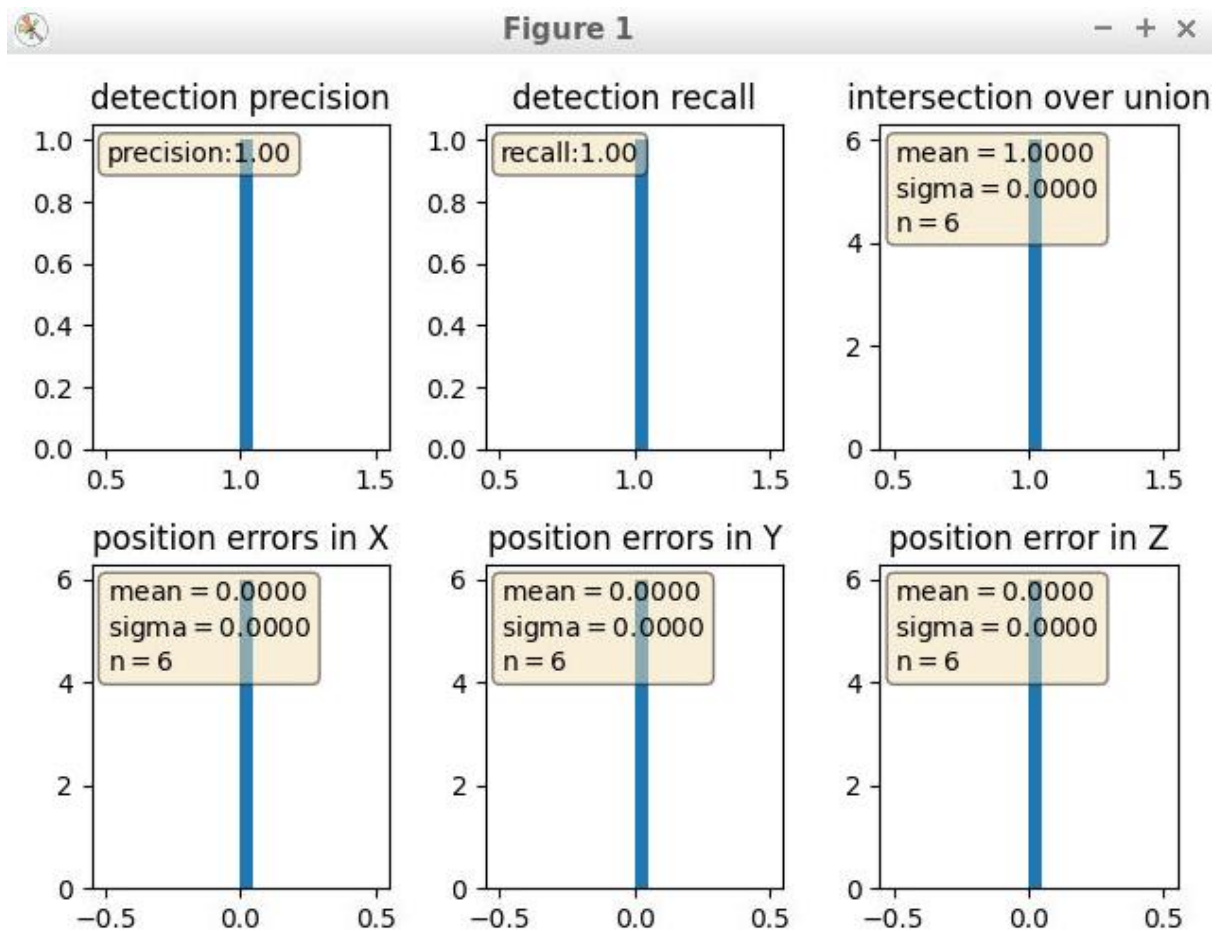 Figure 1
detection precision
precision:1.00
1.0
0.8
0.6
0.4
0.2
0.0
0.5 1.0 1.5
detection recall
recall:1.00
1.0
0.8
0.6
0.4
0.2
0.0
0.5 1.0 1.5
intersection over union
mean = 1.0000
sigma = 0.0000
n = 6
6
4
2
0
0.5 1.0 1.5
position errors in X
mean = 0.0000
sigma = 0.0000
n = 6
6
4
2
0
−0.5 0.0 0.5
position errors in Y
mean = 0.0000
sigma = 0.0000
n = 6
6
4
2
0
−0.5 0.0 0.5
position error in Z
mean = 0.0000
sigma = 0.0000
n = 6
6
4
2
0
−0.5 0.0 0.5